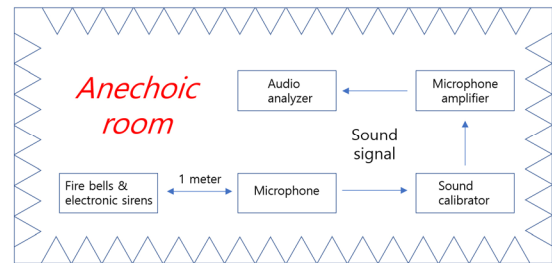 Anechoic
room
Audio
analyzer
Microphone
amplifier
Sound
signal
Fire bells &
electronic sirens
1 meter
Microphone
Sound
calibrator